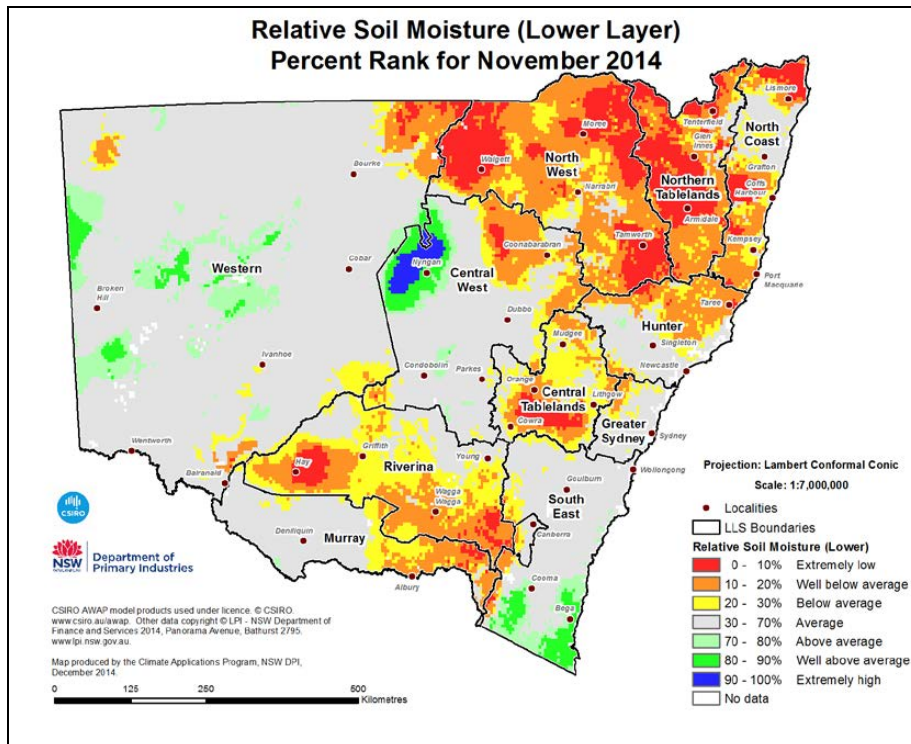 Relative Soil Moisture (Lower Layer)
Percent Rank for November 2014
Lismore
Tenterfield
Moree
Glen
Innes
North
Coast
Bourke
Walgett
North
West
Northern
Tablelands
Grafton
Narrabri
Coffs
Harbour
Armidale
Coonabarabran
Tamworth
Kempsey
Western
Cobar
Nyngan
Central
West
Port
Macquarie
Broken
Hill
Taree
Dubbo
Hunter
Mudgee
Singleton
Ivanhoe
Condobolin
Parkes
Orange
Newcastle
Central
Tablelands
Lithgow
Cowra
Greater
Sydney
Sydney
Wentworth
Griffith
Hay
Riverina
Young
Balranald
Wollongong
Goulburn
Wagga
Wagga
South
East
Deniliquin
Murray
Canberra
Albury
Cooma
Bega
Projection: Lambert Conformal Conic
Scale: 1:7,000,000
Localities
LLS Boundaries
Relative Soil Moisture (Lower)
0 - 10% Extremely low
10 - 20% Well below average
20 - 30% Below average
30 - 70% Average
70 - 80% Above average
80 - 90% Well above average
90 - 100% Extremely high
No data
CSIRO
NSW
Department of
Primary Industries
CSIRO AWAP model products used under licence. © CSIRO.
www.csiro.au/awap. Other data copyright © LPI - NSW Department of
Finance and Services 2014, Panorama Avenue, Bathurst 2795.
www.lpi.nsw.gov.au.
Map produced by the Climate Applications Program, NSW DPI,
December 2014.
0 125 250 500
Kilometres